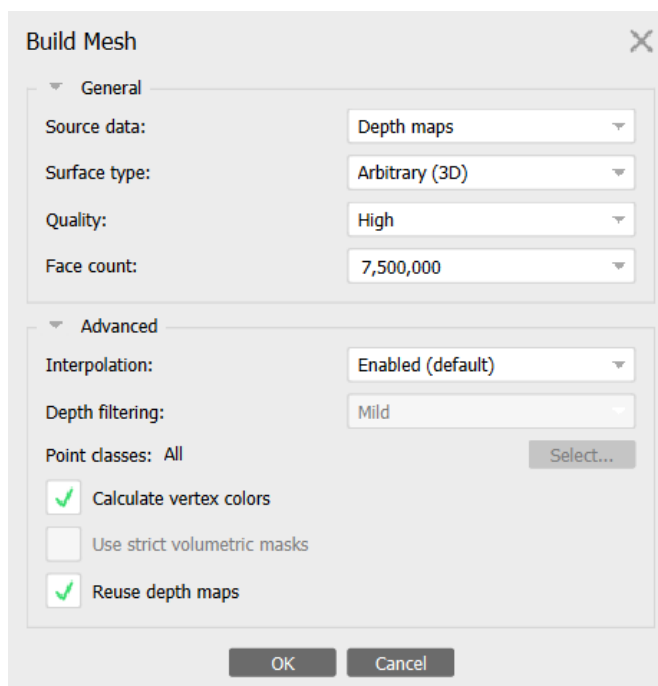 Build Mesh
General
Source data: Depth maps
Surface type: Arbitrary (3D)
Quality: High
Face count: 7,500,000
Advanced
Interpolation: Enabled (default)
Depth filtering: Mild
Point classes: All Select...
Calculate vertex colors
Use strict volumetric masks
Reuse depth maps
OK Cancel